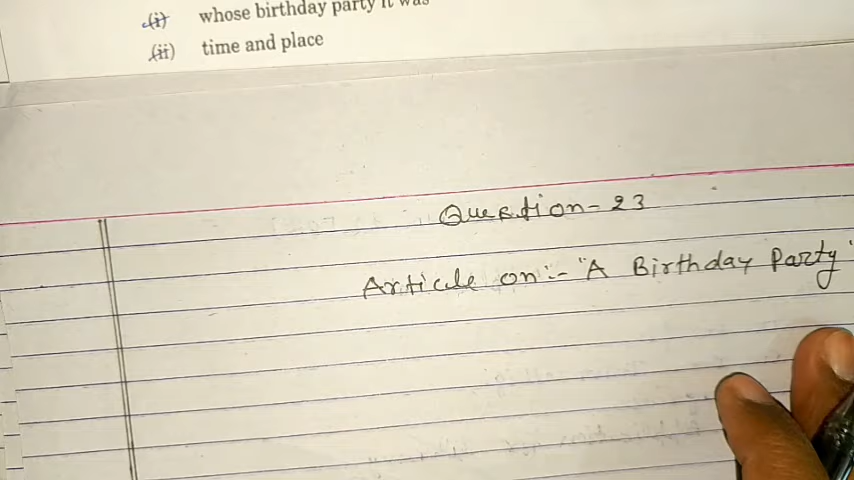 (i) whose birthday party it was
(ii) time and place
Question - 23
Article on :- "A Birthday Party"